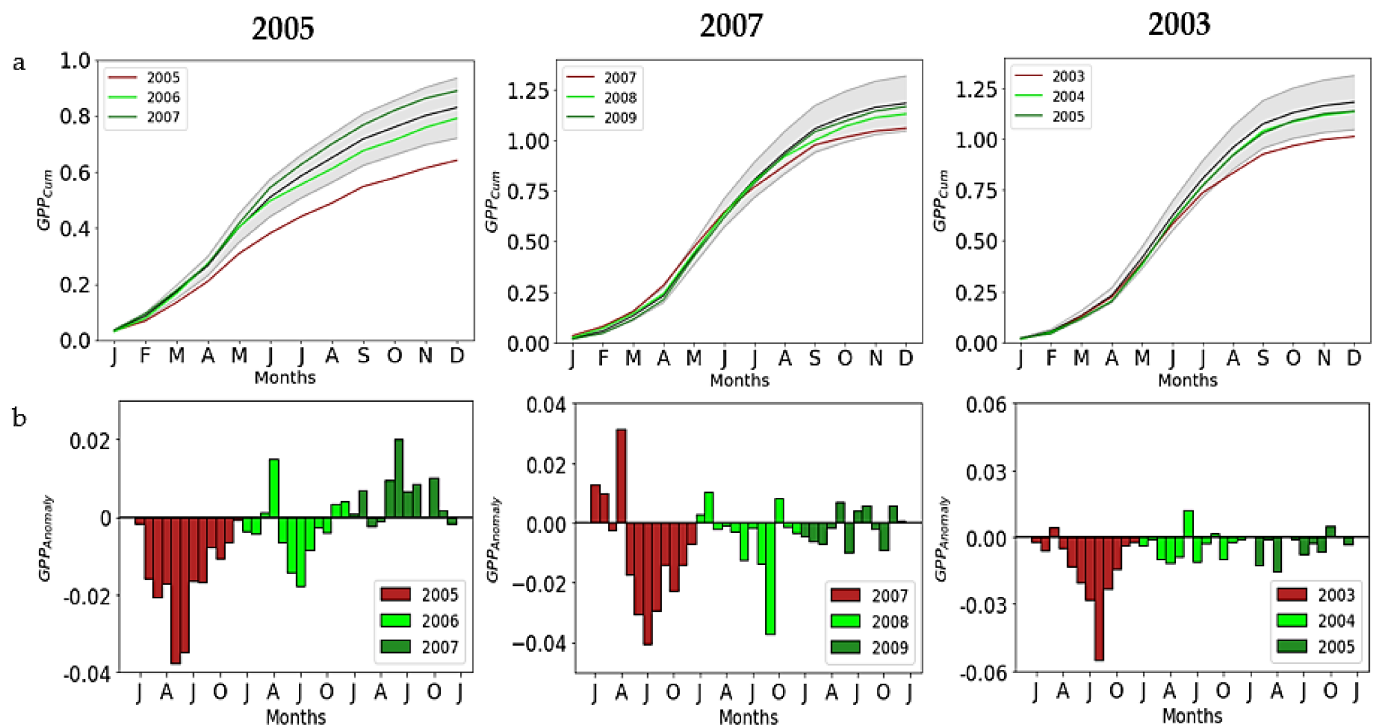 2005
2007
2003
a
1.0
0.8
0.6
0.4
0.2
0.0
GPP_Cum
2005
2006
2007
J F M A M J J A S O N D
Months
1.25
1.00
0.75
0.50
0.25
0.00
GPP_Cum
2007
2008
2009
J F M A M J J A S O N D
Months
1.25
1.00
0.75
0.50
0.25
0.00
GPP_Cum
2003
2004
2005
J F M A M J J A S O N D
Months
b
0.02
0
-0.02
-0.04
GPP_Anomaly
2005
2006
2007
J A J O J A J O J A J O J
Months
0.04
0.02
0.00
−0.02
−0.04
GPP_Anomaly
2007
2008
2009
J A J O J A J O J A J O J
Months
0.06
0.03
0.00
-0.03
-0.06
GPP_Anomaly
2003
2004
2005
J A J O J A J O J A J O J
Months